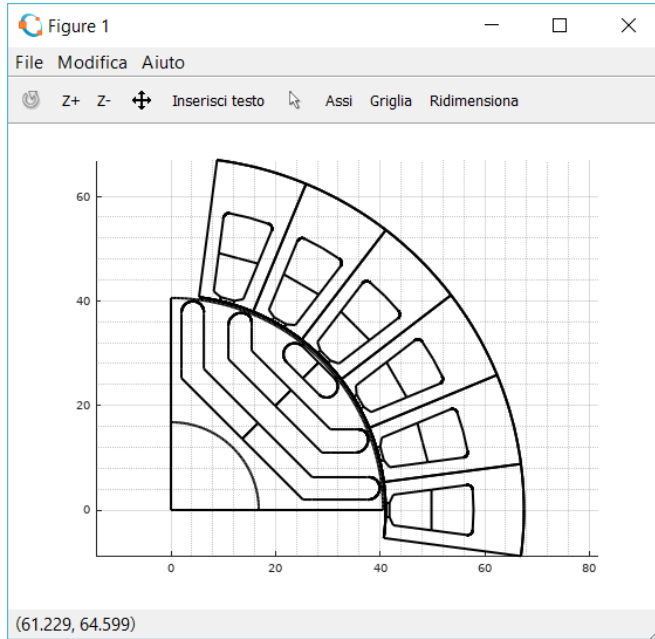 Figure 1
File Modifica Aiuto
Z+ Z- Inserisci testo Assi Griglia Ridimensiona
60
40
20
0
0 20 40 60 80
(61.229, 64.599)